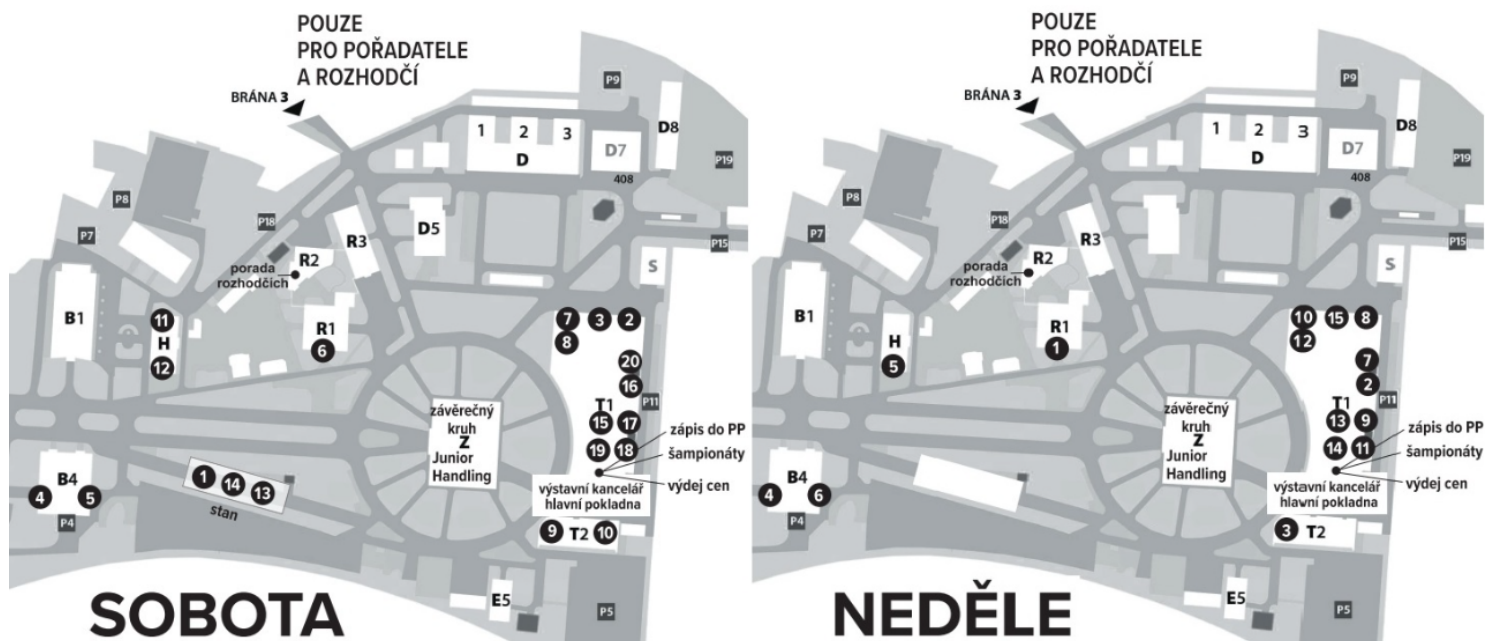 POUZE
PRO POŘADATELE
A ROZHODČÍ
BRÁNA 3
P9
1 2 3
D
D7
D8
408
P19
P8
P18
P7
R3
D5
R2
porada
rozhodčích
P15
S
B1
11
H
12
R1
6
7 3 2
8
20
16
T1
P11
15 17
19 18
zápis do PP
šampionáty
výdej cen
závěrečný
kruh
Z
Junior
Handling
výstavní kancelář
hlavní pokladna
B4
4 5
P4
1 14 13
stan
9 T2 10
E5
P5
SOBOTA
POUZE
PRO POŘADATELE
A ROZHODČÍ
BRÁNA 3
P9
1 2 3
D
D7
D8
408
P19
P8
P18
P7
R3
R2
porada
rozhodčích
P15
S
B1
H
5
R1
1
10 15 8
12
7
2
T1
P11
13 9
14 11
zápis do PP
šampionáty
výdej cen
závěrečný
kruh
Z
Junior
Handling
výstavní kancelář
hlavní pokladna
B4
4 6
P4
3 T2
E5
P5
NEDĚLE